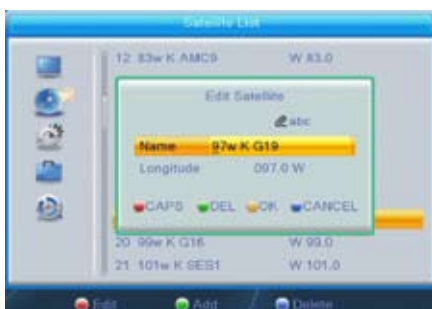 Satellite List
12 83w K AMC9 W 83.0
Edit Satellite
abc
Name 97w K G19
Longitude 097.0 W
CAPS DEL OK CANCEL
20 99w K G16 W 99.0
21 101w K SES1 W 101.0
Edit Add Delete